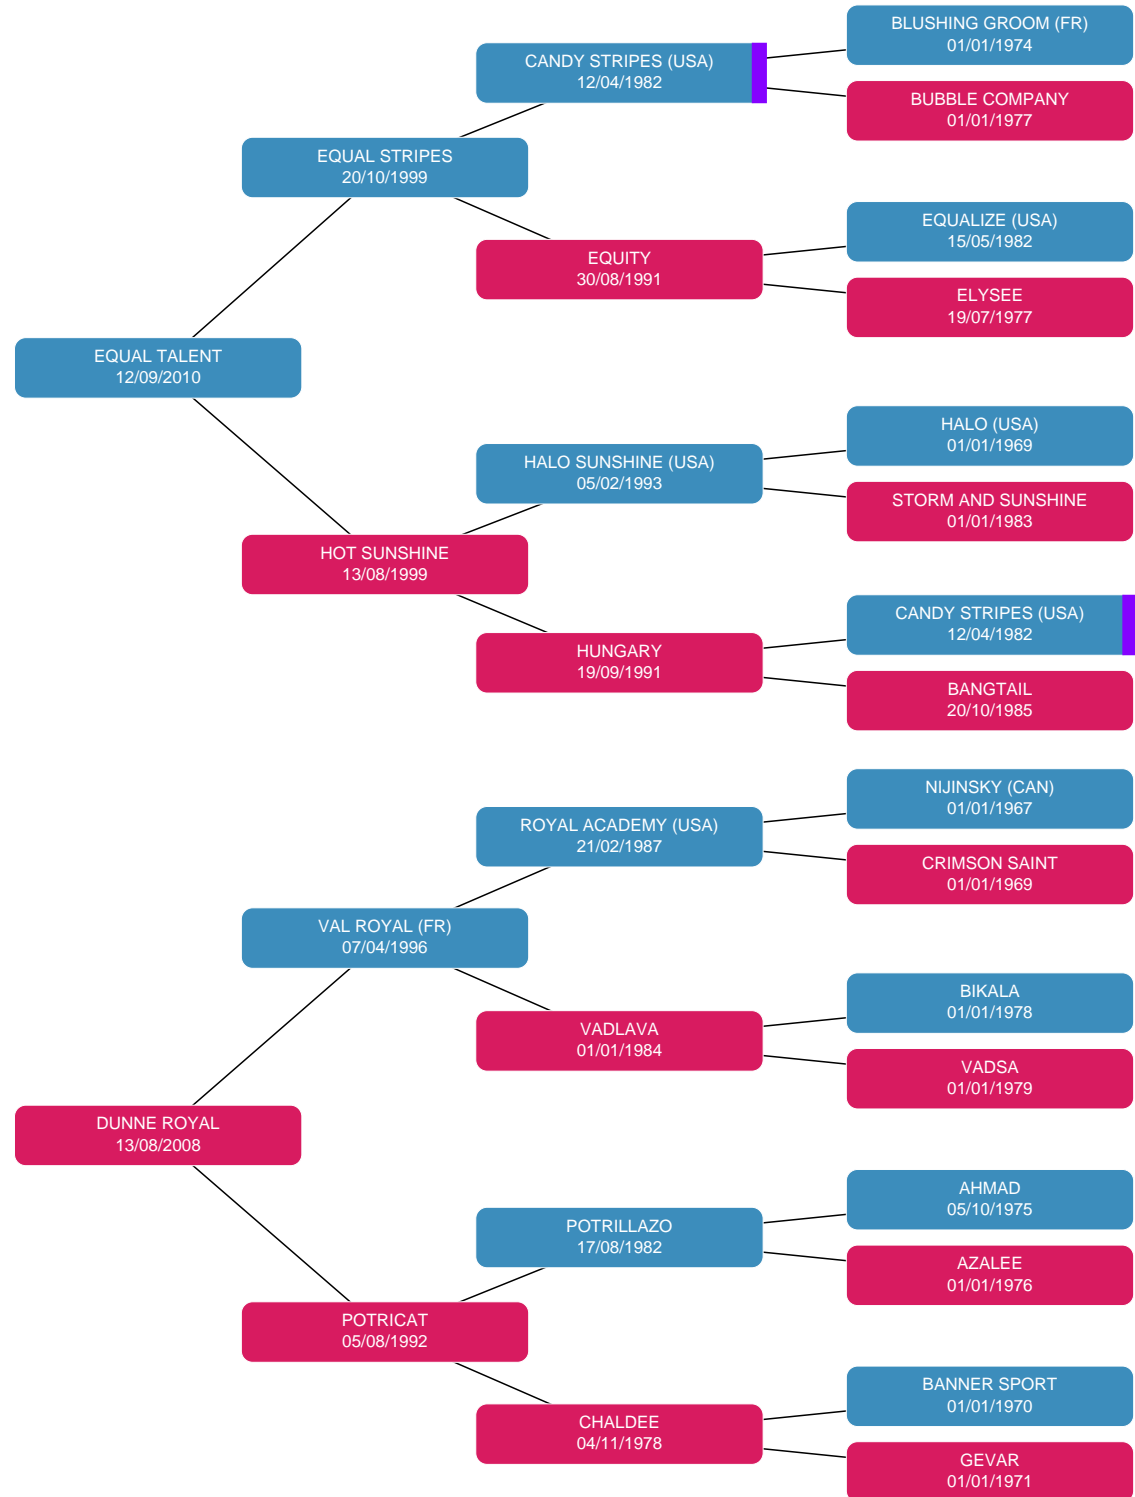 BLUSHING GROOM (FR)
01/01/1974
CANDY STRIPES (USA)
12/04/1982
BUBBLE COMPANY
01/01/1977
EQUAL STRIPES
20/10/1999
EQUALIZE (USA)
15/05/1982
EQUITY
30/08/1991
ELYSEE
19/07/1977
EQUAL TALENT
12/09/2010
HALO (USA)
01/01/1969
HALO SUNSHINE (USA)
05/02/1993
STORM AND SUNSHINE
01/01/1983
HOT SUNSHINE
13/08/1999
CANDY STRIPES (USA)
12/04/1982
HUNGARY
19/09/1991
BANGTAIL
20/10/1985
NIJINSKY (CAN)
01/01/1967
ROYAL ACADEMY (USA)
21/02/1987
CRIMSON SAINT
01/01/1969
VAL ROYAL (FR)
07/04/1996
BIKALA
01/01/1978
VADLAVA
01/01/1984
VADSA
01/01/1979
DUNNE ROYAL
13/08/2008
AHMAD
05/10/1975
POTRILLAZO
17/08/1982
AZALEE
01/01/1976
POTRICAT
05/08/1992
BANNER SPORT
01/01/1970
CHALDEE
04/11/1978
GEVAR
01/01/1971